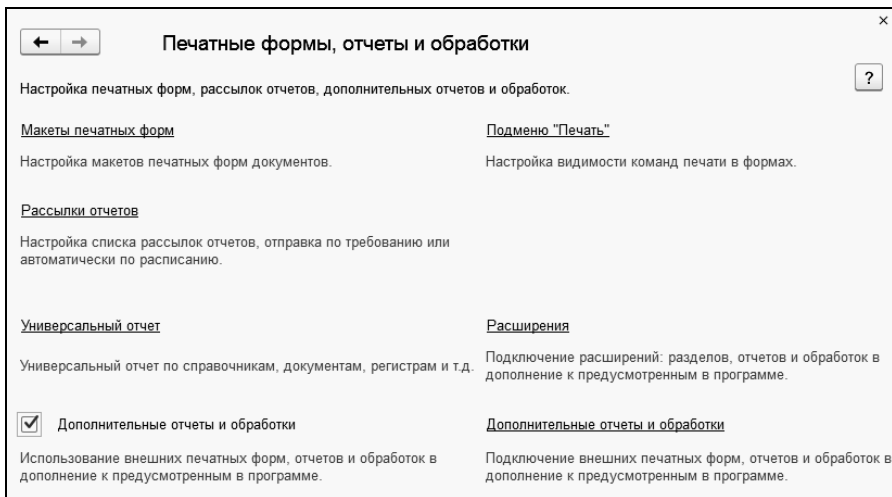 Печатные формы, отчеты и обработки
Настройка печатных форм, рассылок отчетов, дополнительных отчетов и обработок.
?
Макеты печатных форм
Подменю "Печать"
Настройка макетов печатных форм документов.
Настройка видимости команд печати в формах.
Рассылки отчетов
Настройка списка рассылок отчетов, отправка по требованию или
автоматически по расписанию.
Универсальный отчет
Расширения
Универсальный отчет по справочникам, документам, регистрам и т.д.
Подключение расширений: разделов, отчетов и обработок в
дополнение к предусмотренным в программе.
Дополнительные отчеты и обработки
Дополнительные отчеты и обработки
Использование внешних печатных форм, отчетов и обработок в
дополнение к предусмотренным в программе.
Подключение внешних печатных форм, отчетов и обработок в
дополнение к предусмотренным в программе.